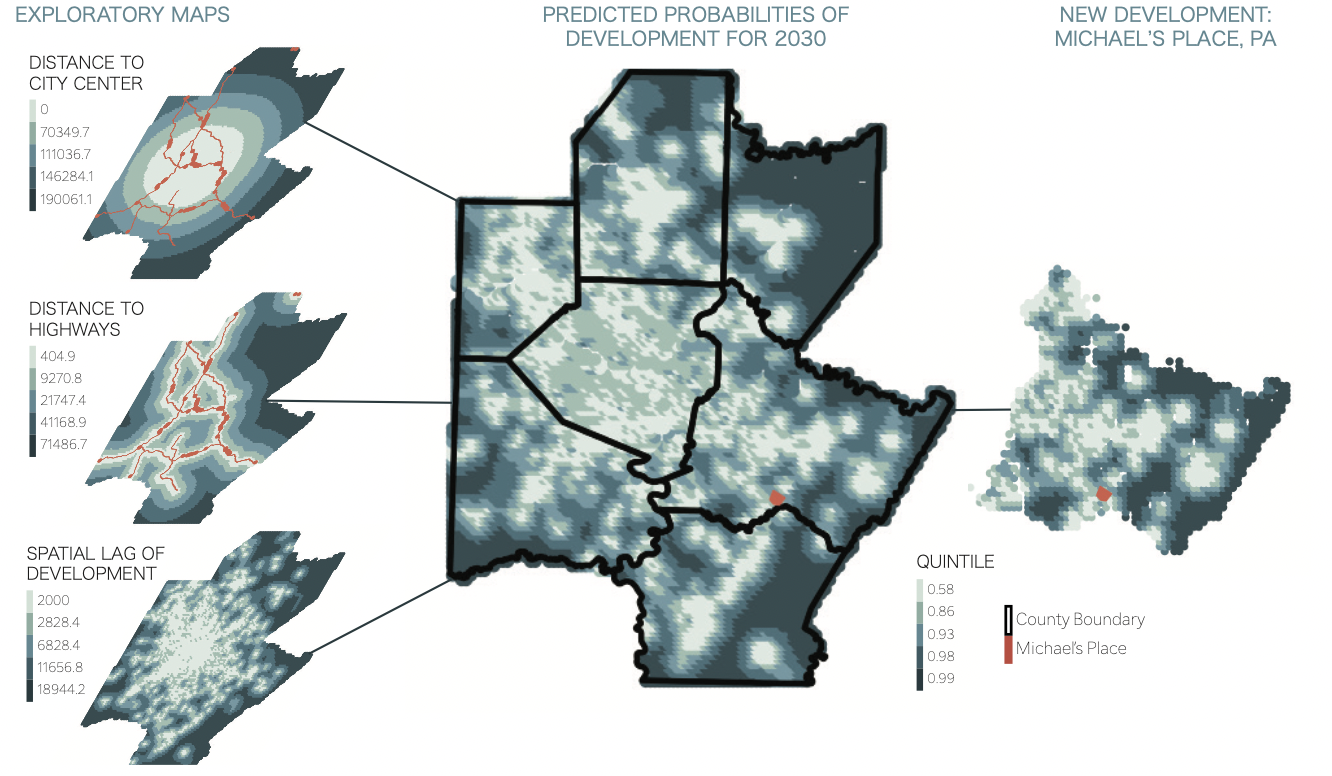 EXPLORATORY MAPS
PREDICTED PROBABILITIES OF
DEVELOPMENT FOR 2030
NEW DEVELOPMENT:
MICHAEL'S PLACE, PA
DISTANCE TO
CITY CENTER
0
70349.7
111036.7
146284.1
190061.1
DISTANCE TO
HIGHWAYS
404.9
9270.8
21747.4
41168.9
71486.7
SPATIAL LAG OF
DEVELOPMENT
2000
2828.4
6828.4
11656.8
18944.2
QUINTILE
0.58
0.86
0.93
0.98
0.99
County Boundary
Michael's Place